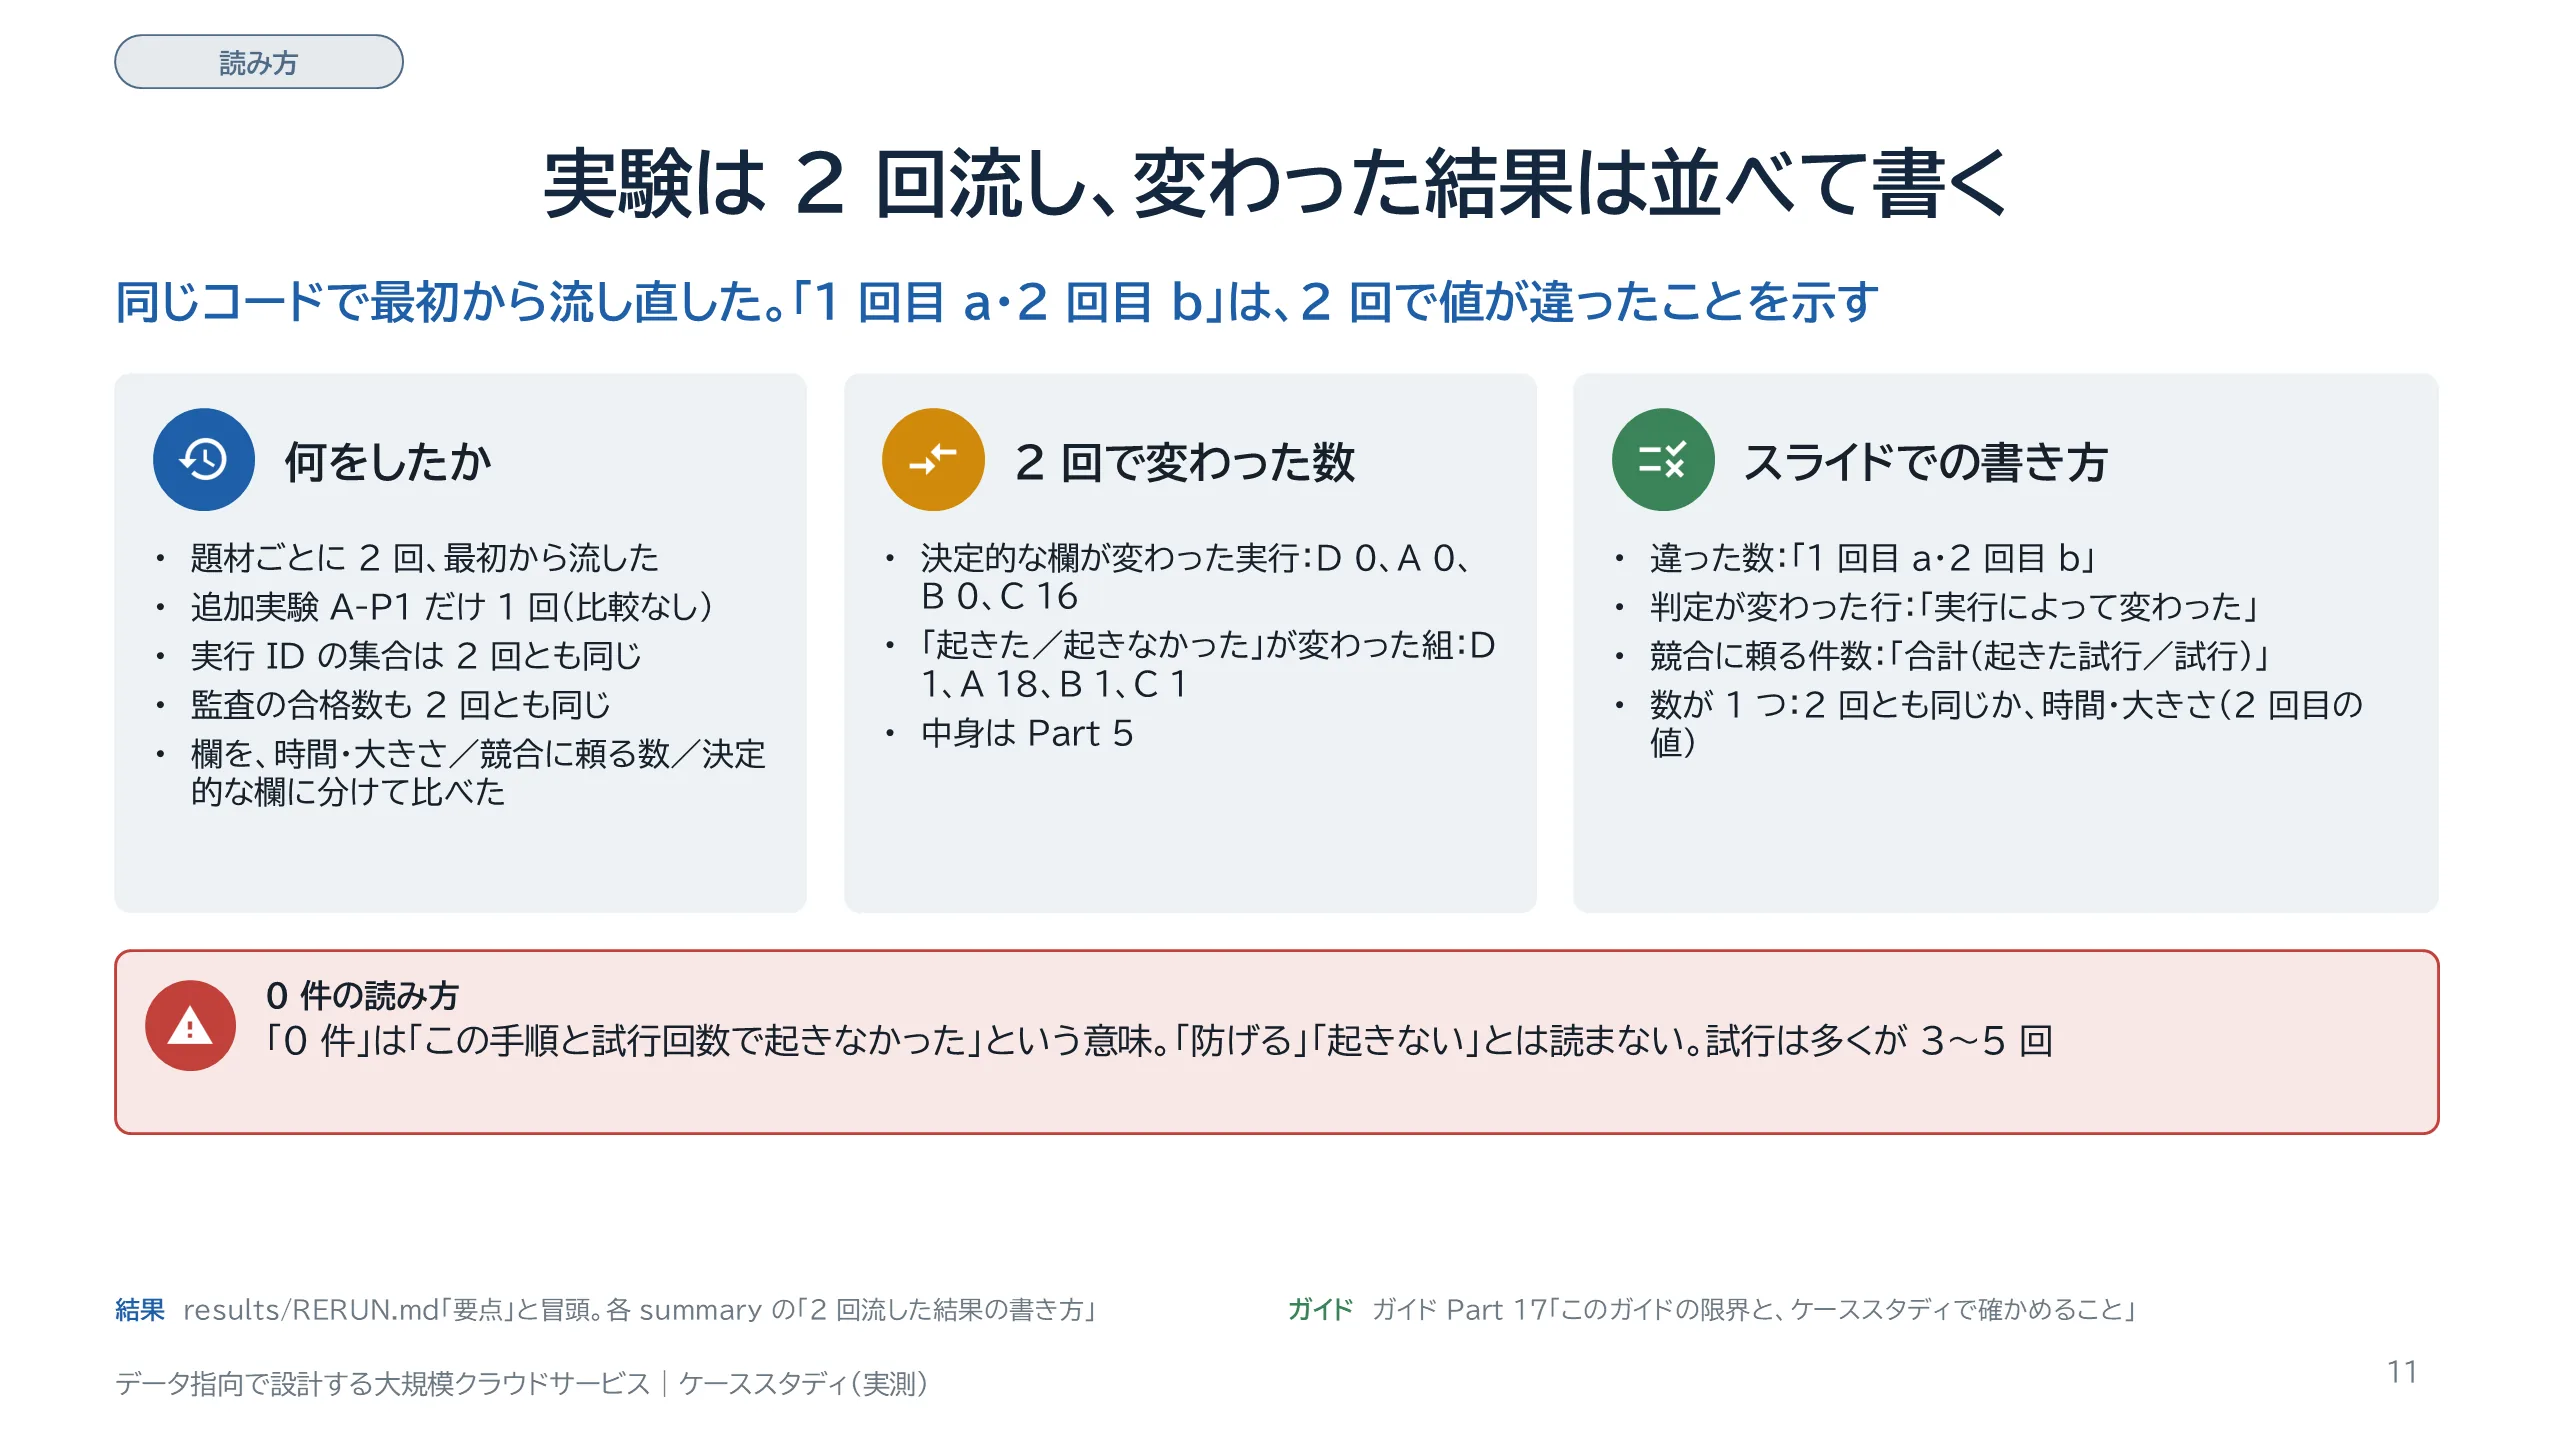 読み方
実験は 2 回流し、変わった結果は並べて書く
同じコードで最初から流し直した。「1 回目 a・2 回目 b」は、2 回で値が違ったことを示す
何をしたか
• 題材ごとに 2 回、最初から流した
• 追加実験 A-P1 だけ 1 回（比較なし）
• 実行 ID の集合は 2 回とも同じ
• 監査の合格数も 2 回とも同じ
• 欄を、時間・大きさ／競合に頼る数／決定
的な欄に分けて比べた
2 回で変わった数
• 決定的な欄が変わった実行：D 0、A 0、
B 0、C 16
• 「起きた／起きなかった」が変わった組：D
1、A 18、B 1、C 1
• 中身は Part 5
スライドでの書き方
• 違った数：「1 回目 a・2 回目 b」
• 判定が変わった行：「実行によって変わった」
• 競合に頼る件数：「合計（起きた試行／試行）」
• 数が 1 つ：2 回とも同じか、時間・大きさ（2 回目の
値）
0 件の読み方
「0 件」は「この手順と試行回数で起きなかった」という意味。「防げる」「起きない」とは読まない。試行は多くが 3〜5 回
結果 results/RERUN.md「要点」と冒頭。各 summary の「2 回流した結果の書き方」
ガイド ガイド Part 17「このガイドの限界と、ケーススタディで確かめること」
データ指向で設計する大規模クラウドサービス｜ケーススタディ（実測）
11